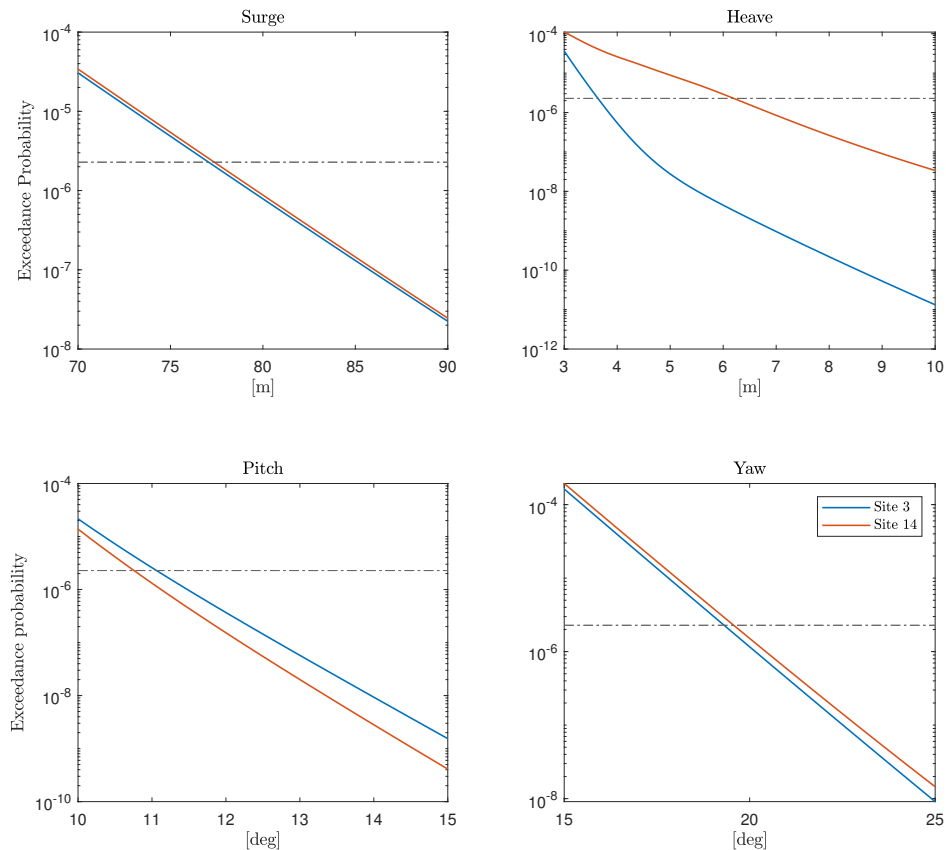 Surge
10-4
10-5
10-6
10-7
10-8
Exceedance Probability
70 75 80 85 90
[m]
Heave
10-4
10-6
10-8
10-10
10-12
3 4 5 6 7 8 9 10
[m]
Pitch
10-4
10-6
10-8
10-10
Exceedance probability
10 11 12 13 14 15
[deg]
Yaw
Site 3
Site 14
10-4
10-6
10-8
15 20 25
[deg]